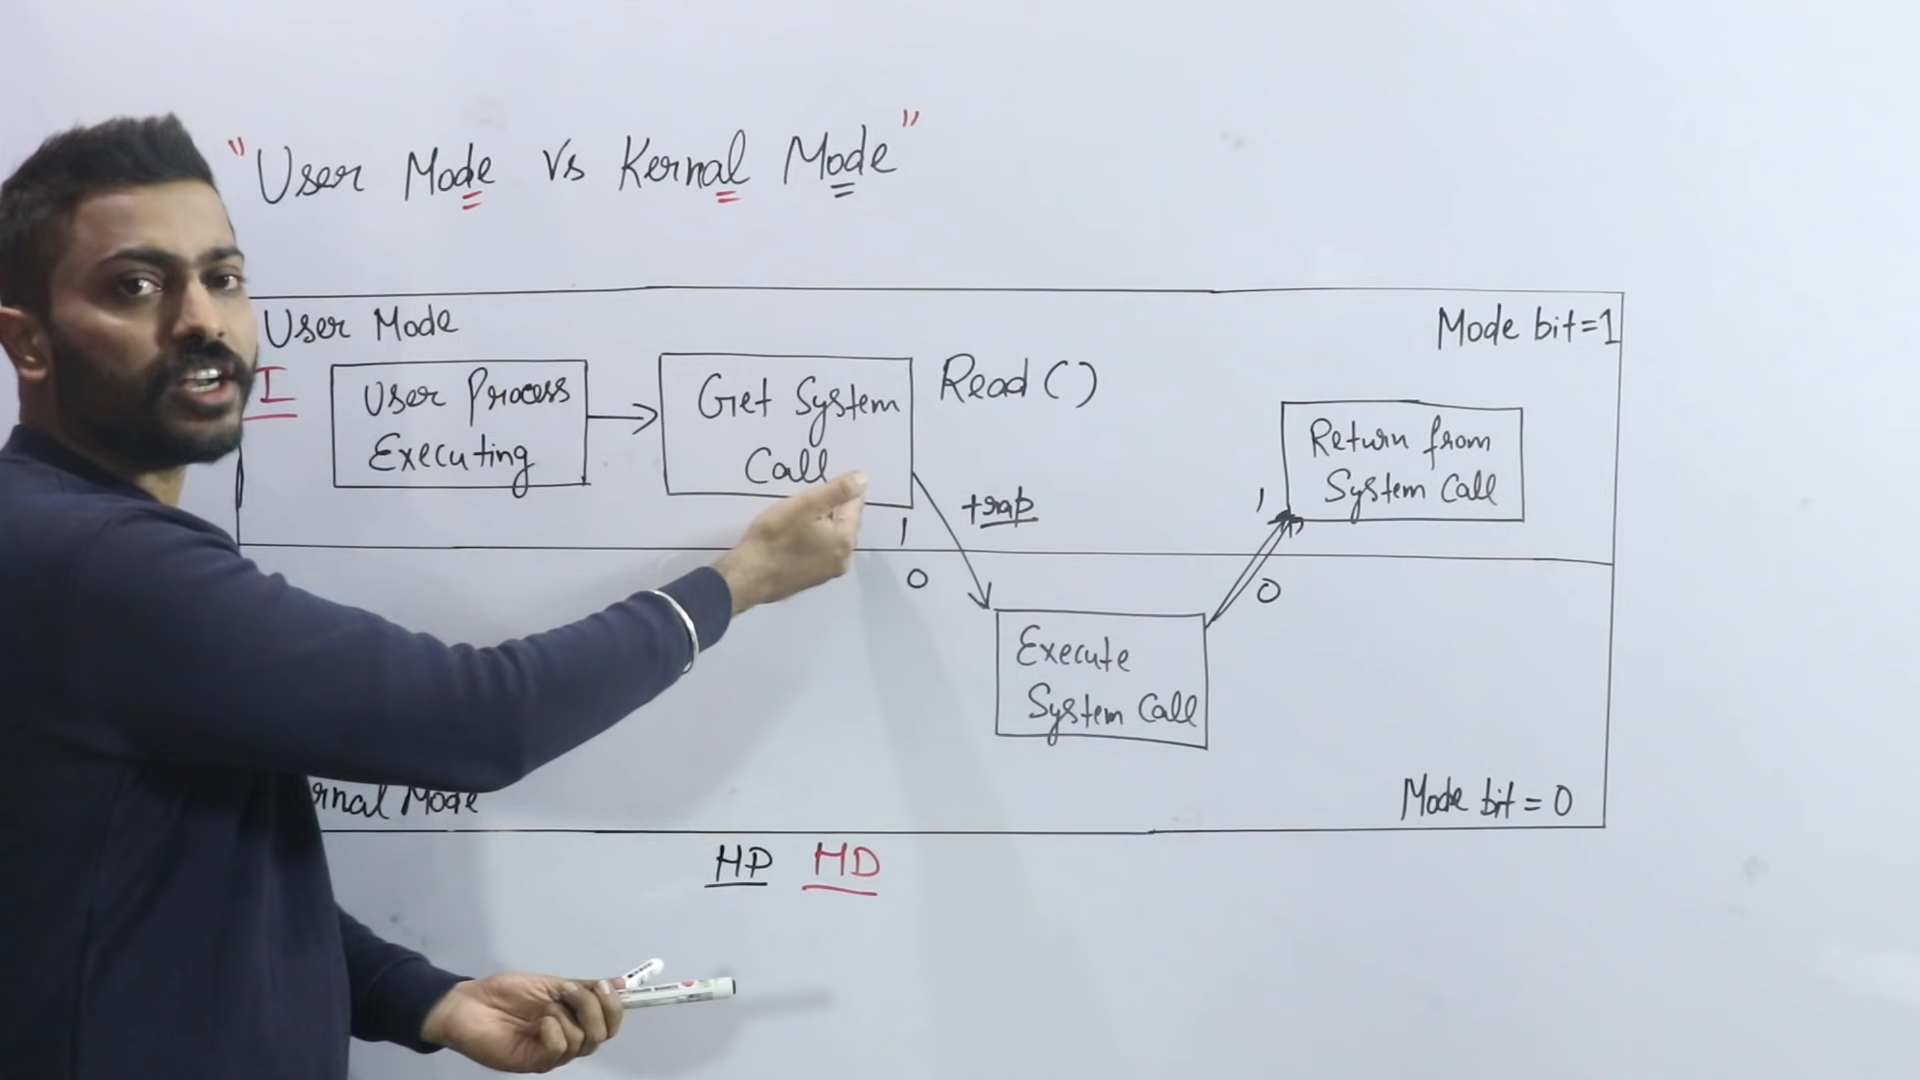 "User Mode Vs Kernal Mode"
User Mode
Mode bit=1
I
User Process
Executing
Get System
Call
Read ()
trap
1
0
Execute
System Call
1
0
Return from
System Call
rnal Mode
Mode bit = 0
HP HD